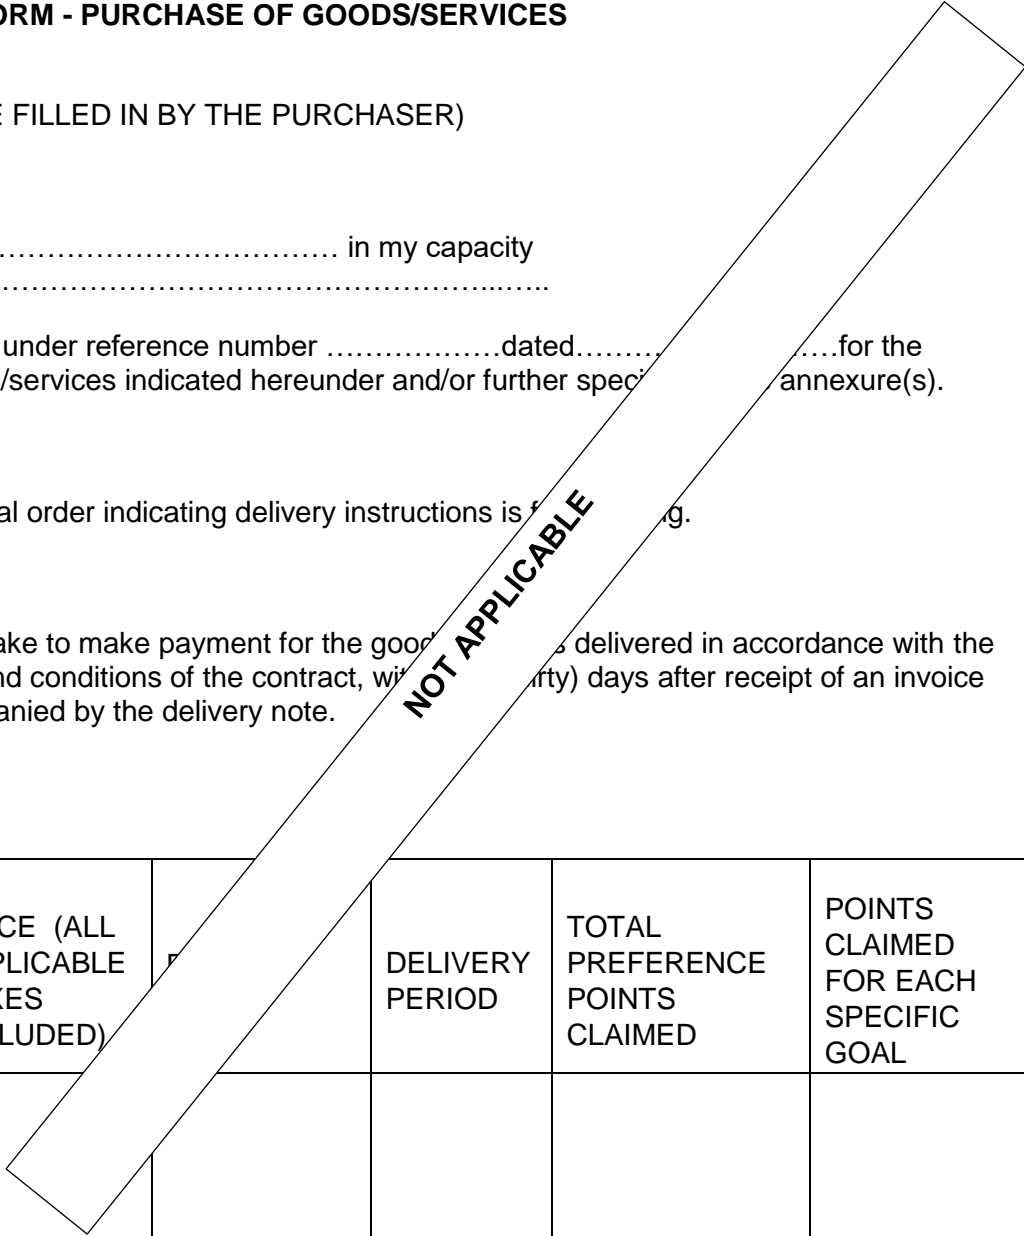 ORM - PURCHASE OF GOODS/SERVICES
FILLED IN BY THE PURCHASER)
………………………………… in my capacity
…………………………………………………..…..
under reference number ………………..dated……… ….for the
/services indicated hereunder and/or further speci annexure(s).
al order indicating delivery instructions is g.
NOT APPLICABLE
ake to make payment for the good s delivered in accordance with the
nd conditions of the contract, wit irty) days after receipt of an invoice
anied by the delivery note.
CE (ALL
PLICABLE
XES
LUDED)
DELIVERY
PERIOD
TOTAL
PREFERENCE
POINTS
CLAIMED
POINTS
CLAIMED
FOR EACH
SPECIFIC
GOAL